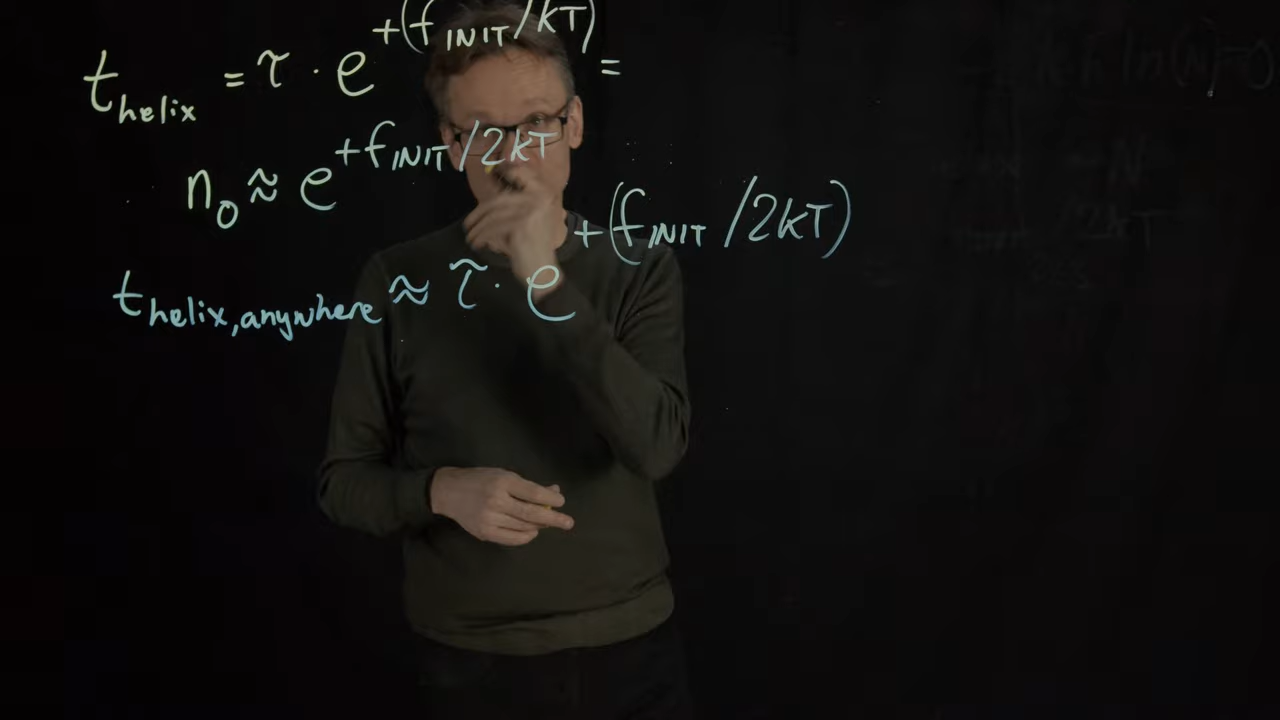 t_helix = τ · e^+(f_INIT/kT) =
n_0 ≈ e^+f_INIT/2kT
t_helix,anywhere ≈ τ · e^+(f_INIT/2kT)